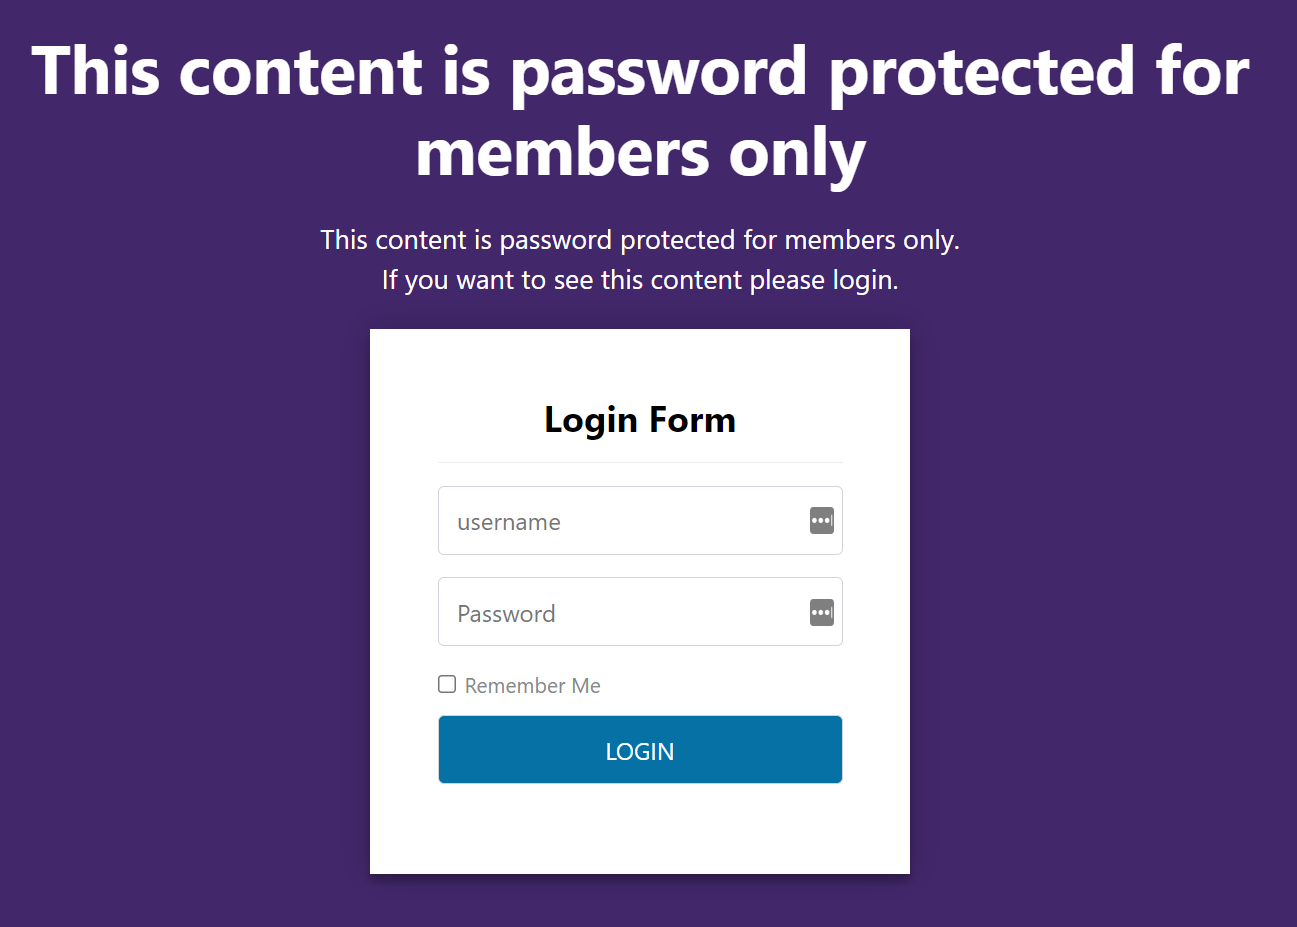 This content is password protected for
members only
This content is password protected for members only.
If you want to see this content please login.
Login Form
username
Password
Remember Me
LOGIN